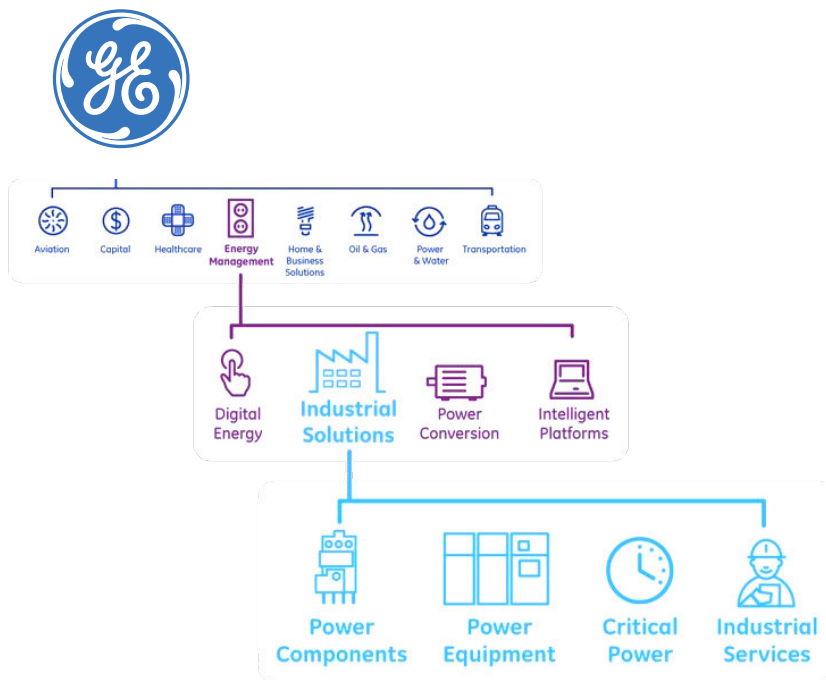 GE
Aviation
Capital
Healthcare
Energy
Management
Home &
Business
Solutions
Oil & Gas
Power
& Water
Transportation
Digital
Energy
Industrial
Solutions
Power
Conversion
Intelligent
Platforms
Power
Components
Power
Equipment
Critical
Power
Industrial
Services